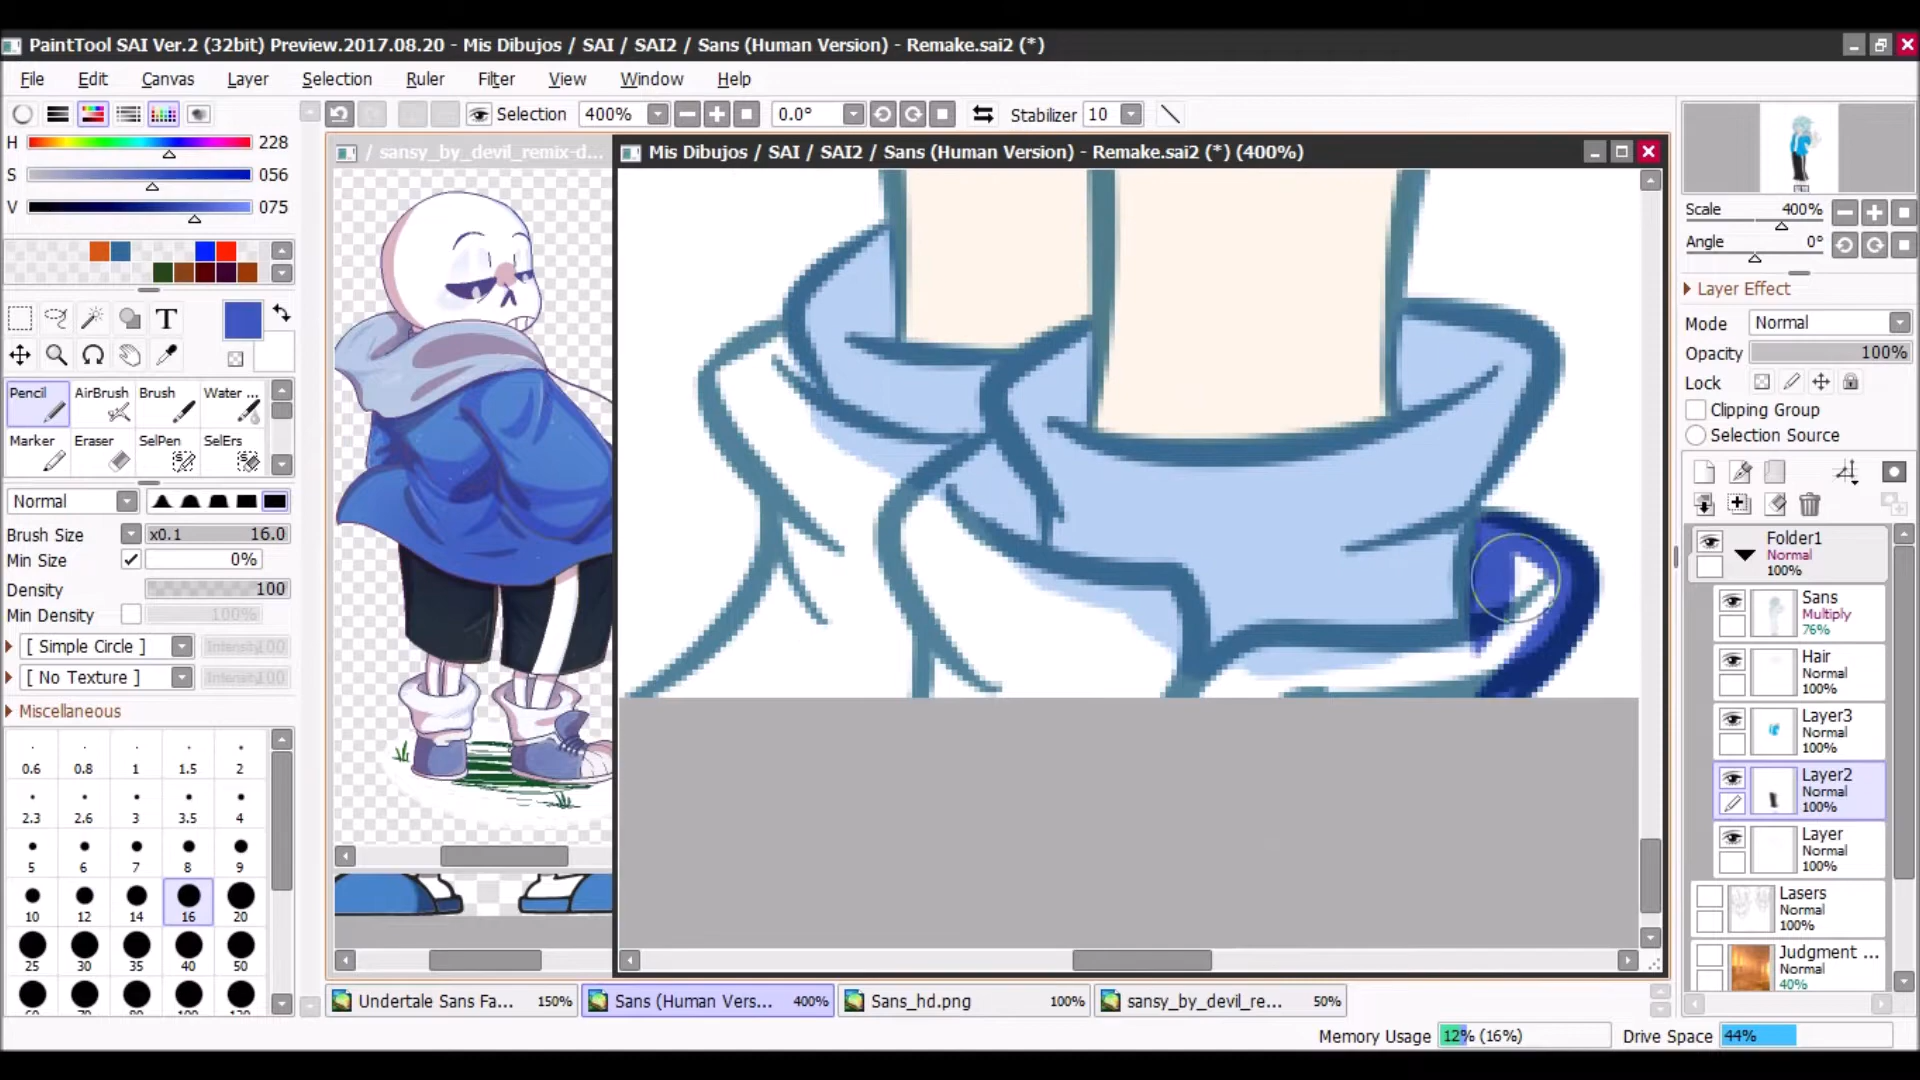 PaintTool SAI Ver.2 (32bit) Preview.2017.08.20 - Mis Dibujos / SAI / SAI2 / Sans (Human Version) - Remake.sai2 (*)
File Edit Canvas Layer Selection Ruler Filter View Window Help
Selection 400% 0.0° Stabilizer 10
H 228
S 056
V 075
/ sansy_by_devil_remix-d...
Mis Dibujos / SAI / SAI2 / Sans (Human Version) - Remake.sai2 (*) (400%)
T
Pencil AirBrush Brush Water ...
Marker Eraser SelPen SelErs
Normal
Brush Size x0.1 16.0
Min Size 0%
Density 100
Min Density 100%
[ Simple Circle ] Intensity 100
[ No Texture ] Intensity 100
Miscellaneous
0.6 0.8 1 1.5 2
2.3 2.6 3 3.5 4
5 6 7 8 9
10 12 14 16 20
25 30 35 40 50
Scale 400%
Angle 0°
Layer Effect
Mode Normal
Opacity 100%
Lock
Clipping Group
Selection Source
Folder1
Normal
100%
Sans
Multiply
76%
Hair
Normal
100%
Layer3
Normal
100%
Layer2
Normal
100%
Layer
Normal
100%
Lasers
Normal
100%
Judgment ...
Normal
40%
Undertale Sans Fa... 150%
Sans (Human Vers... 400%
Sans_hd.png 100%
sansy_by_devil_re... 50%
Memory Usage 12% (16%) Drive Space 44%